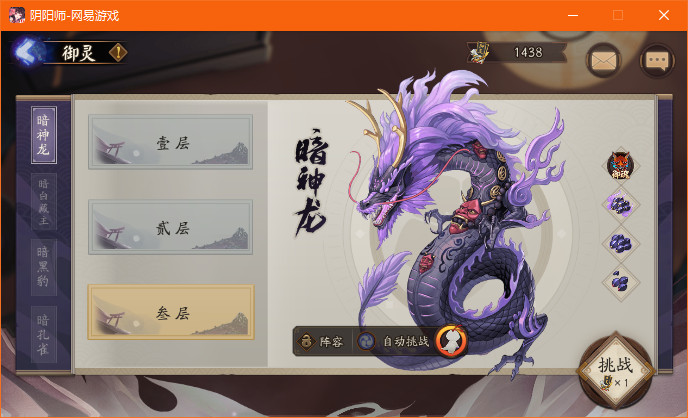 阴阳师-网易游戏
御灵
1438
暗神龙
暗白藏主
暗黑豹
暗孔雀
壹层
贰层
叁层
暗神龙
御魂
阵容
自动挑战
挑战
×1